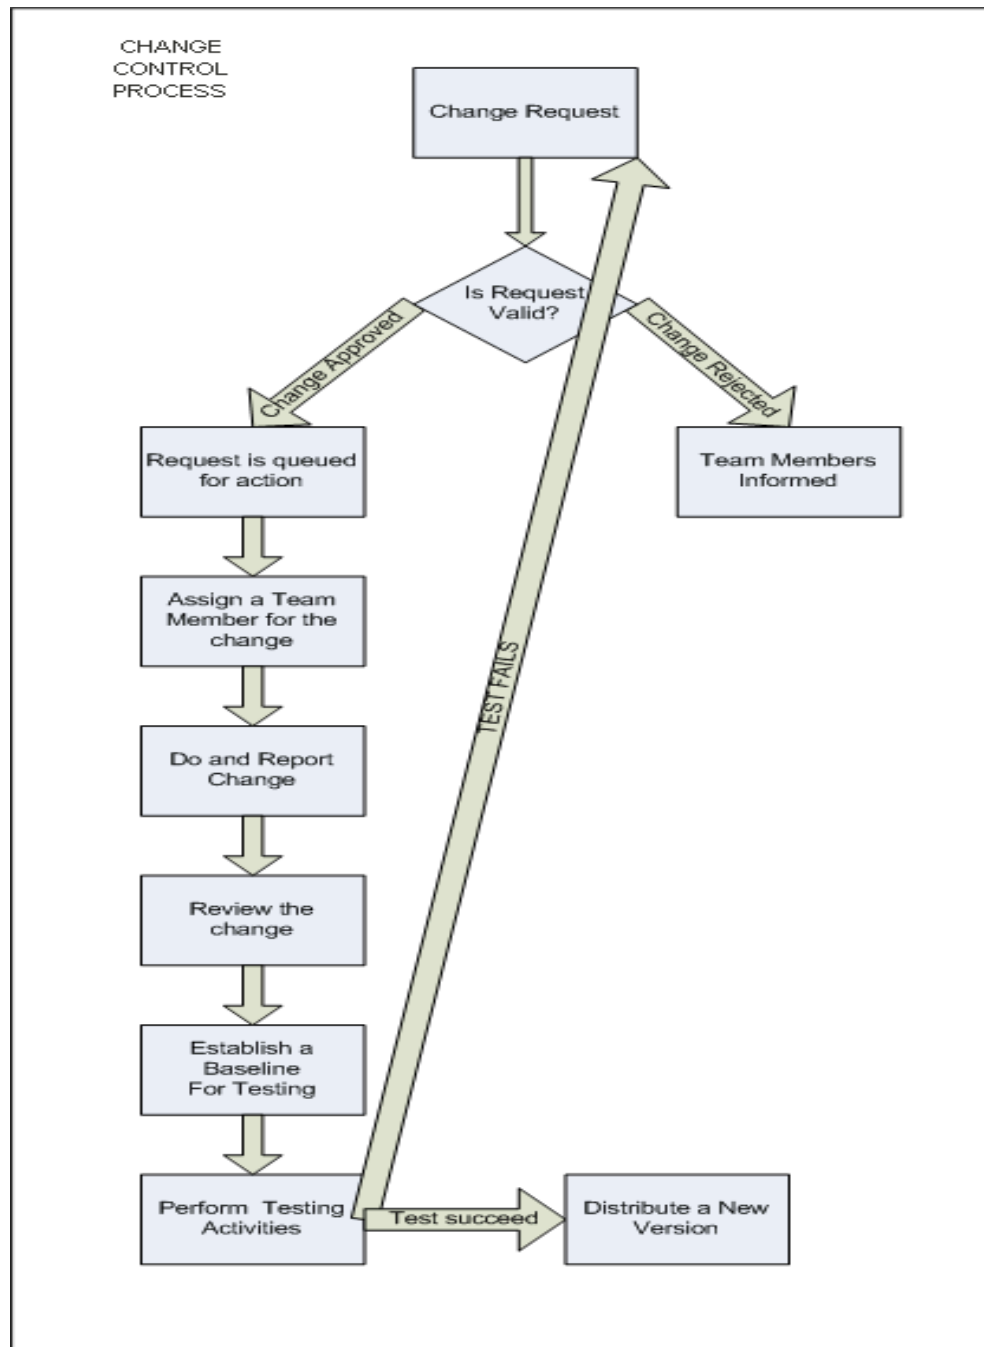 CHANGE
CONTROL
PROCESS
Change Request
Is Request
Valid?
Change Approved
Change Rejected
Request is queued
for action
Team Members
Informed
Assign a Team
Member for the
change
TEST FAILS
Do and Report
Change
Review the
change
Establish a
Baseline
For Testing
Perform Testing
Activities
Test succeed
Distribute a New
Version